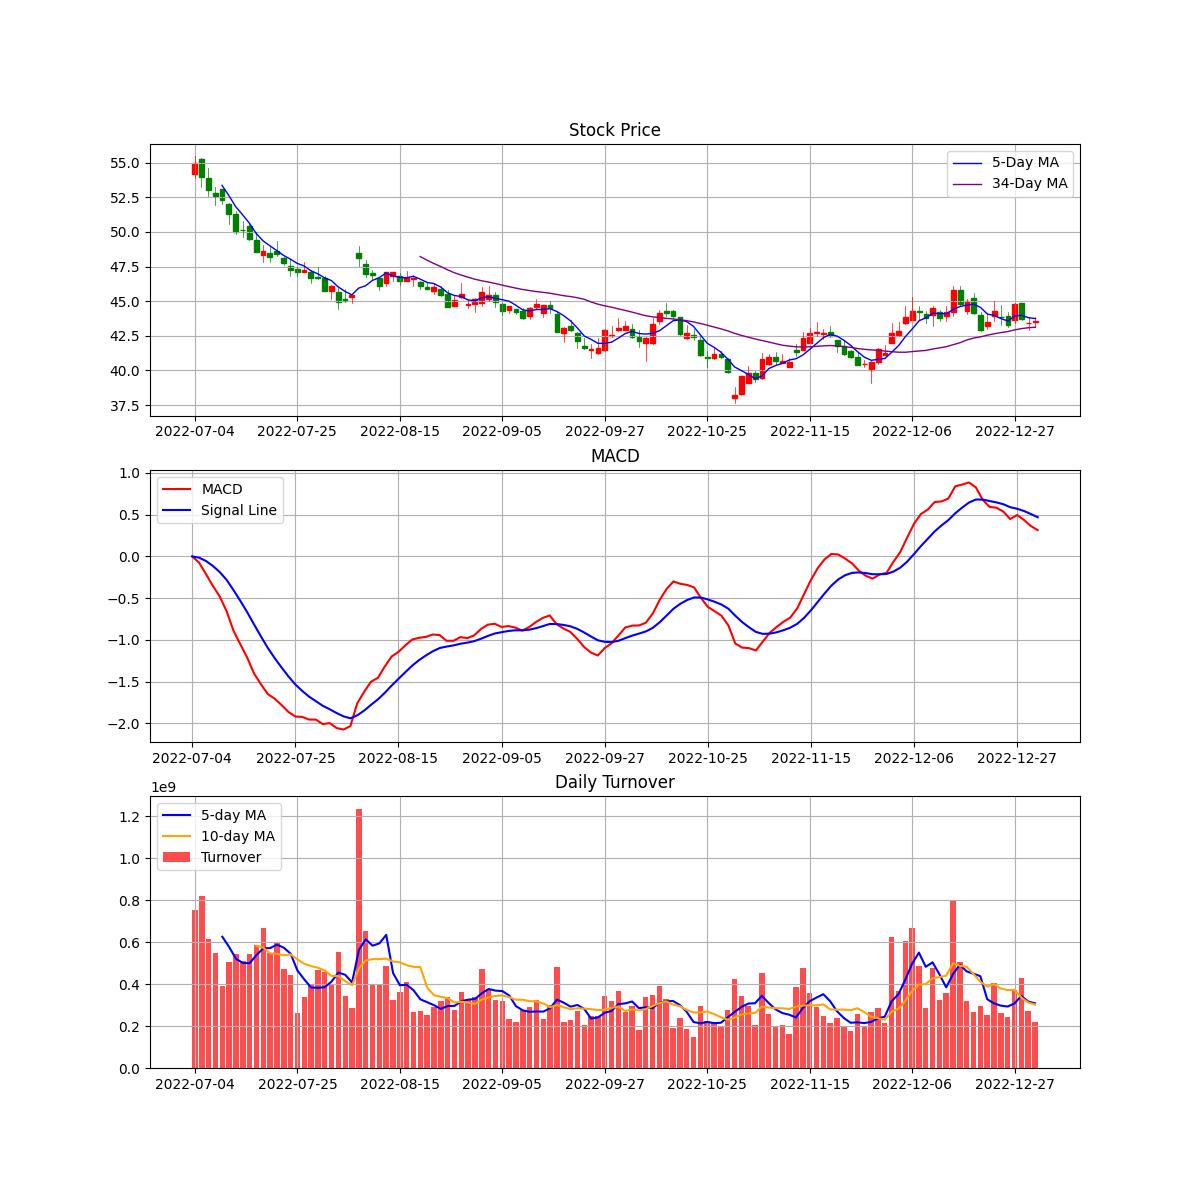 Stock Price
55.0
52.5
50.0
47.5
45.0
42.5
40.0
37.5
5-Day MA
34-Day MA
2022-07-04 2022-07-25 2022-08-15 2022-09-05 2022-09-27 2022-10-25 2022-11-15 2022-12-06 2022-12-27
MACD
1.0
0.5
0.0
−0.5
−1.0
−1.5
−2.0
MACD
Signal Line
2022-07-04 2022-07-25 2022-08-15 2022-09-05 2022-09-27 2022-10-25 2022-11-15 2022-12-06 2022-12-27
Daily Turnover
1e9
1.2
1.0
0.8
0.6
0.4
0.2
0.0
5-day MA
10-day MA
Turnover
2022-07-04 2022-07-25 2022-08-15 2022-09-05 2022-09-27 2022-10-25 2022-11-15 2022-12-06 2022-12-27